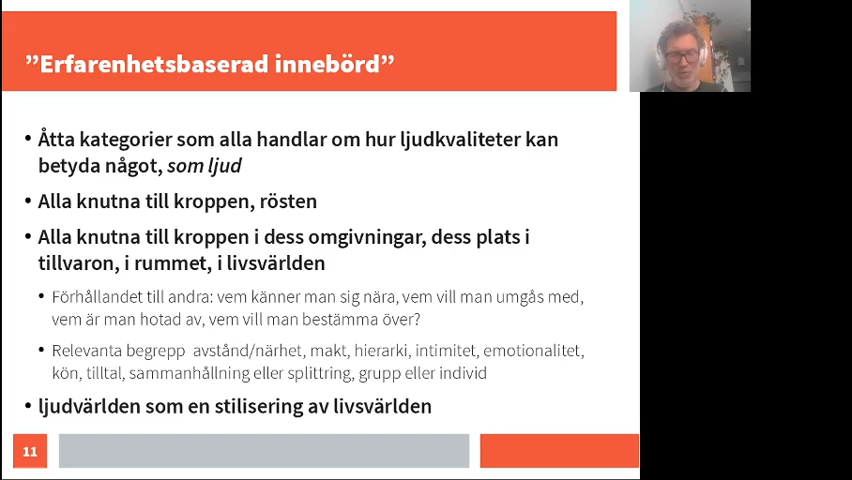 ”Erfarenhetsbaserad innebörd”
• Åtta kategorier som alla handlar om hur ljudkvaliteter kan
betyda något, som ljud
• Alla knutna till kroppen, rösten
• Alla knutna till kroppen i dess omgivningar, dess plats i
tillvaron, i rummet, i livsvärlden
• Förhållandet till andra: vem känner man sig nära, vem vill man umgås med,
vem är man hotad av, vem vill man bestämma över?
• Relevanta begrepp avstånd/närhet, makt, hierarki, intimitet, emotionalitet,
kön, tilltal, sammanhållning eller splittring, grupp eller individ
• ljudvärlden som en stilisering av livsvärlden
11